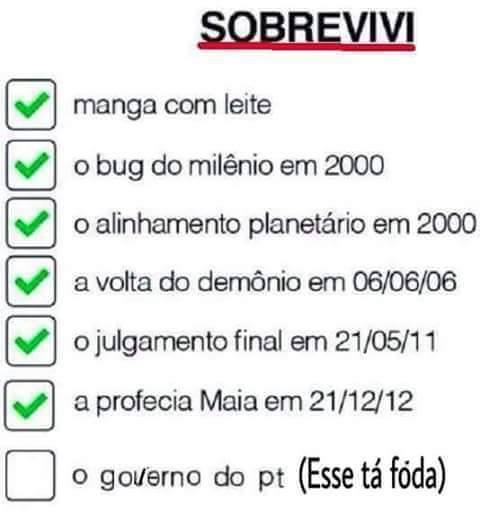 SOBREVIVI
manga com leite
o bug do milênio em 2000
o alinhamento planetário em 2000
a volta do demônio em 06/06/06
o julgamento final em 21/05/11
a profecia Maia em 21/12/12
o governo do pt (Esse tá fóda)